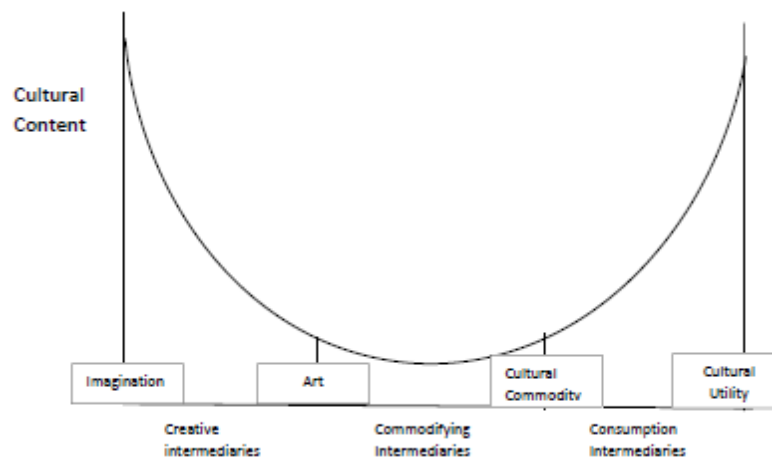 Cultural
Content
Imagination
Art
Cultural
Commodity
Cultural
Utility
Creative
intermediaries
Commodifying
Intermediaries
Consumption
Intermediaries